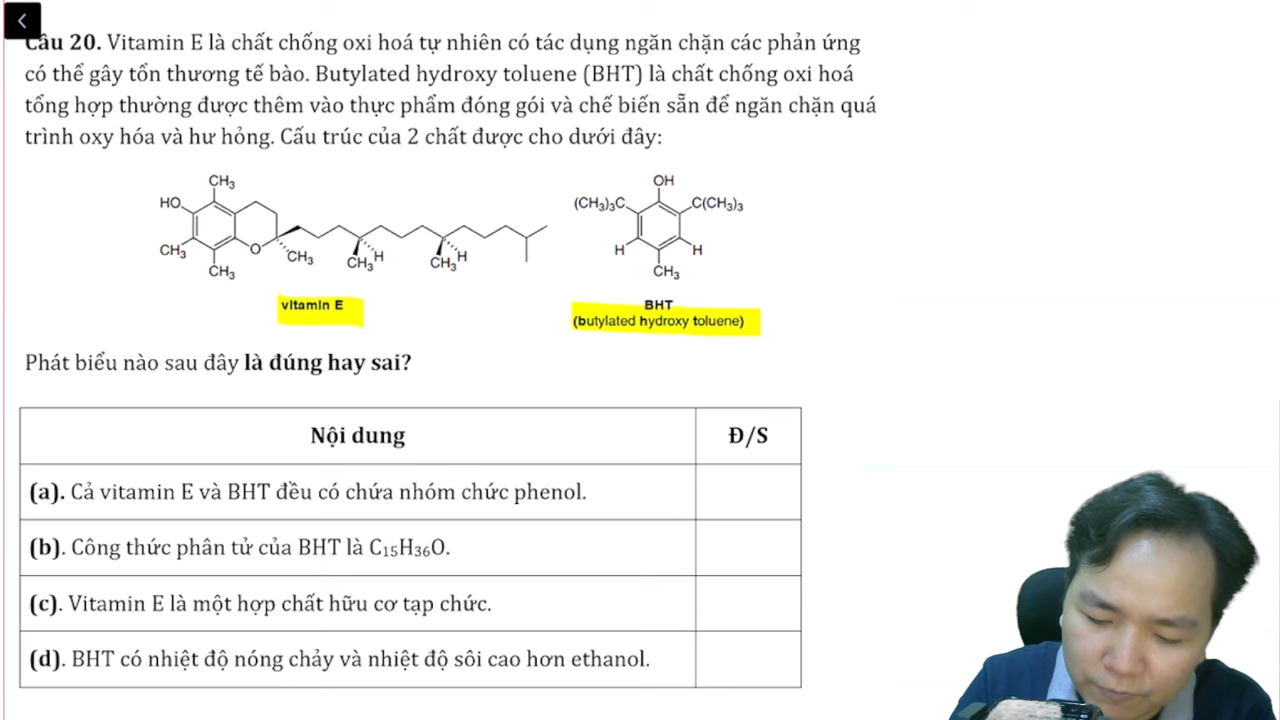 Câu 20. Vitamin E là chất chống oxi hoá tự nhiên có tác dụng ngăn chặn các phản ứng
có thể gây tổn thương tế bào. Butylated hydroxy toluene (BHT) là chất chống oxi hoá
tổng hợp thường được thêm vào thực phẩm đóng gói và chế biến sẵn để ngăn chặn quá
trình oxy hóa và hư hỏng. Cấu trúc của 2 chất được cho dưới đây:
CH₃
HO
O
CH₃
CH₃
CH₃
CH₃
H
CH₃
H
vitamin E
OH
(CH₃)₃C
C(CH₃)₃
H
H
CH₃
BHT
(butylated hydroxy toluene)
Phát biểu nào sau đây là đúng hay sai?
Nội dung Đ/S
(a). Cả vitamin E và BHT đều có chứa nhóm chức phenol.
(b). Công thức phân tử của BHT là C₁₅H₃₆O.
(c). Vitamin E là một hợp chất hữu cơ tạp chức.
(d). BHT có nhiệt độ nóng chảy và nhiệt độ sôi cao hơn ethanol.